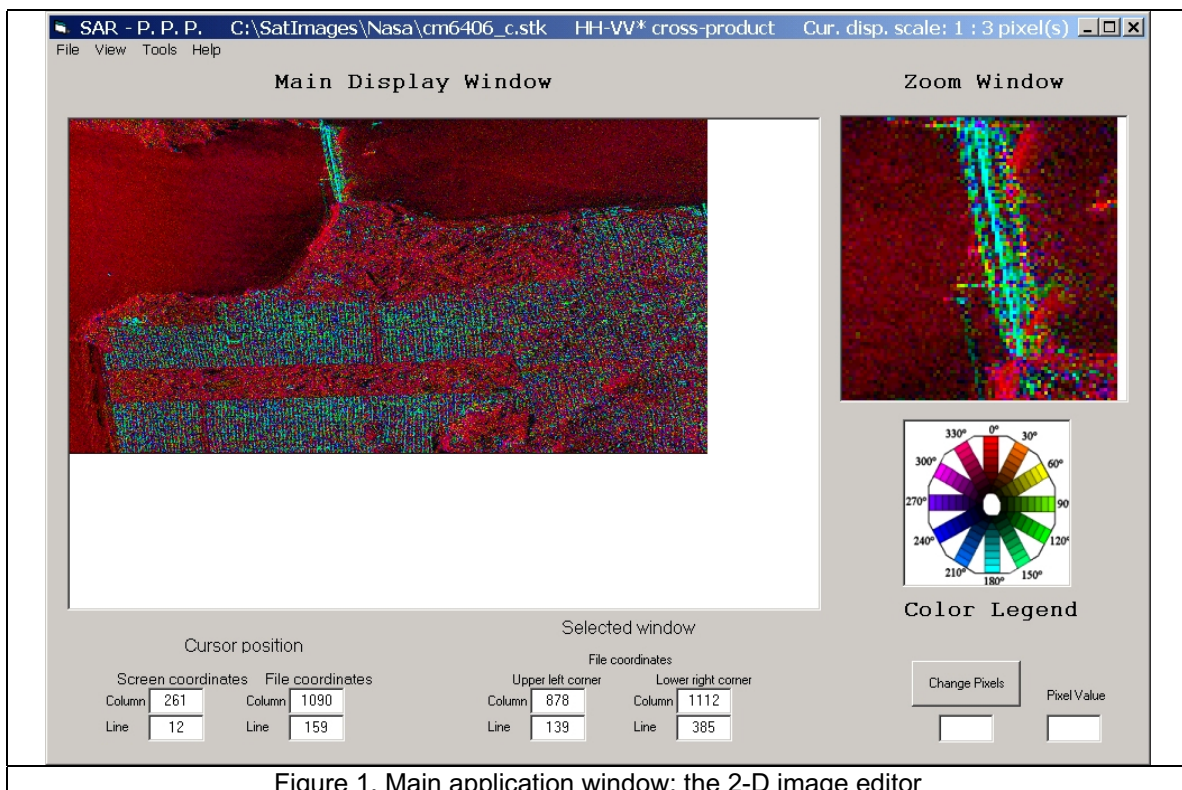 SAR - P. P. P. C:\SatImages\Nasa\cm6406_c.stk HH-VV* cross-product Cur. disp. scale: 1 : 3 pixel(s)
File View Tools Help
Main Display Window
Zoom Window
0°
330° 30°
300° 60°
270° 90
240° 120°
210° 150°
180°
Color Legend
Cursor position
Selected window
File coordinates
Screen coordinates File coordinates
Upper left corner Lower right corner
Column 261 Column 1090 Column 878 Column 1112
Line 12 Line 159 Line 139 Line 385
Change Pixels
Pixel Value
Figure 1. Main application window: the 2-D image editor